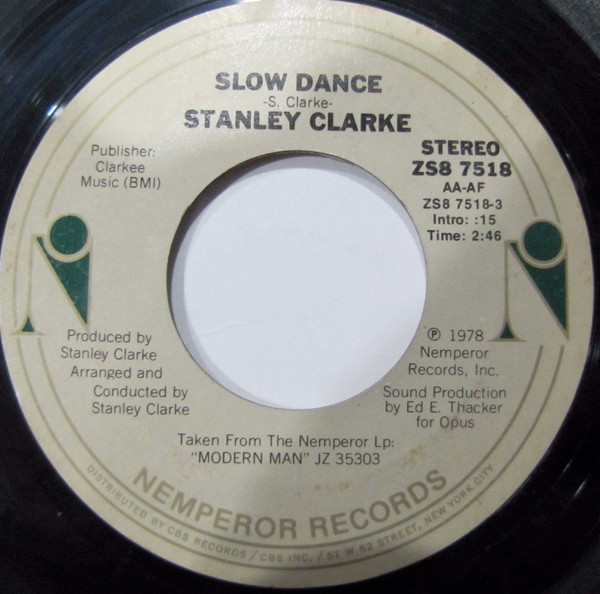 SLOW DANCE
-S. Clarke-
STANLEY CLARKE
Publisher:
Clarkee
Music (BMI)
STEREO
ZS8 7518
AA-AF
ZS8 7518-3
Intro: :15
Time: 2:46
Produced by
Stanley Clarke
Arranged and
Conducted by
Stanley Clarke
℗ 1978
Nemperor
Records, Inc.
Sound Production
by Ed E. Thacker
for Opus
Taken From The Nemperor Lp:
"MODERN MAN" JZ 35303
NEMPEROR RECORDS
DISTRIBUTED BY CBS RECORDS / CBS INC. / 51 W 52 STREET, NEW YORK CITY